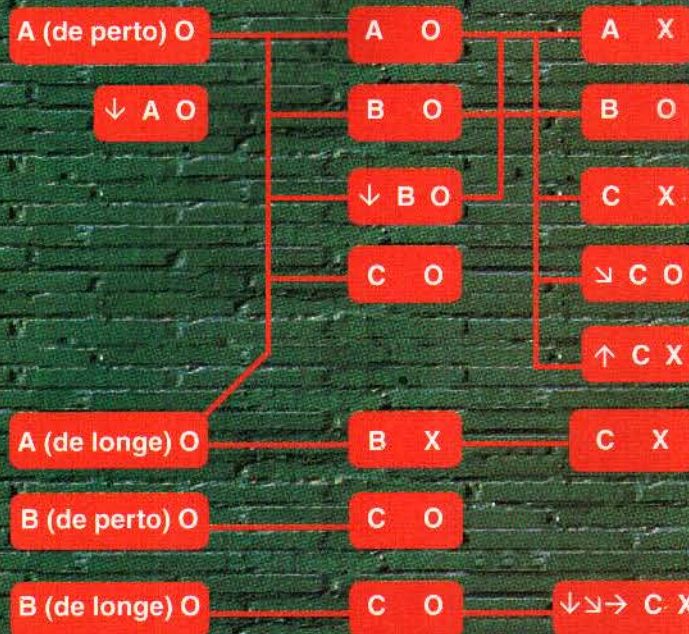 A (de perto) O A O A X
↓ A O B O B O
↓ B O C X
C O ↘ C O
↑ C X
A (de longe) O B X C X
B (de perto) O C O
B (de longe) O C O ↓↘→ C X